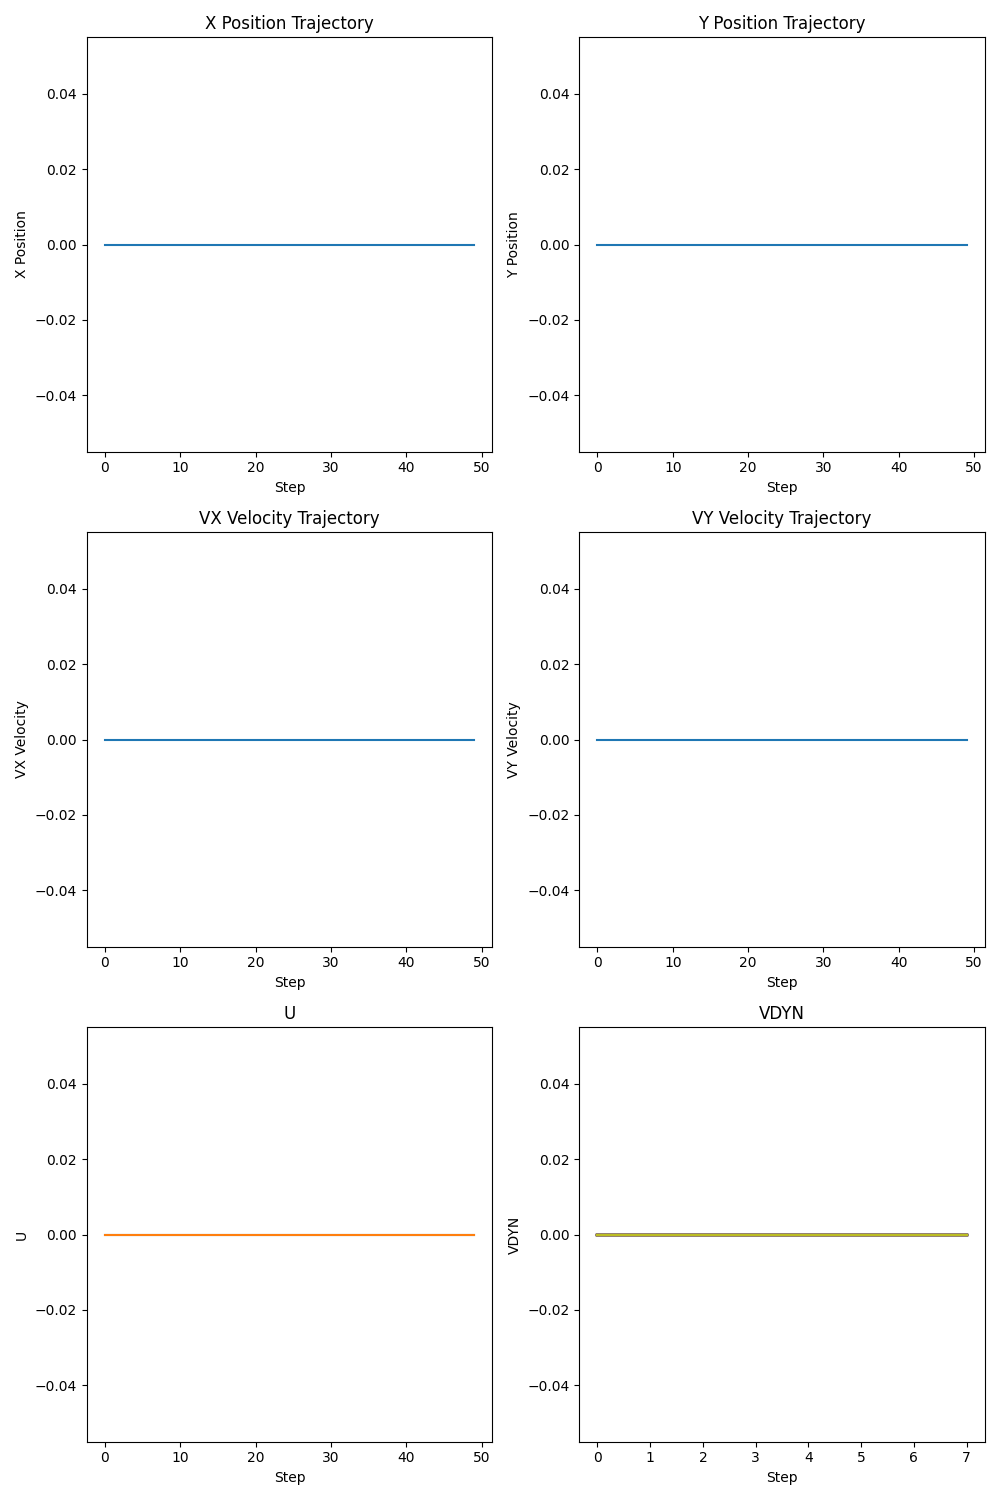 X Position Trajectory
X Position
0.04
0.02
0.00
−0.02
−0.04
0 10 20 30 40 50
Step
Y Position Trajectory
Y Position
0.04
0.02
0.00
−0.02
−0.04
0 10 20 30 40 50
Step
VX Velocity Trajectory
VX Velocity
0.04
0.02
0.00
−0.02
−0.04
0 10 20 30 40 50
Step
VY Velocity Trajectory
VY Velocity
0.04
0.02
0.00
−0.02
−0.04
0 10 20 30 40 50
Step
U
U
0.04
0.02
0.00
−0.02
−0.04
0 10 20 30 40 50
Step
VDYN
VDYN
0.04
0.02
0.00
−0.02
−0.04
0 1 2 3 4 5 6 7
Step